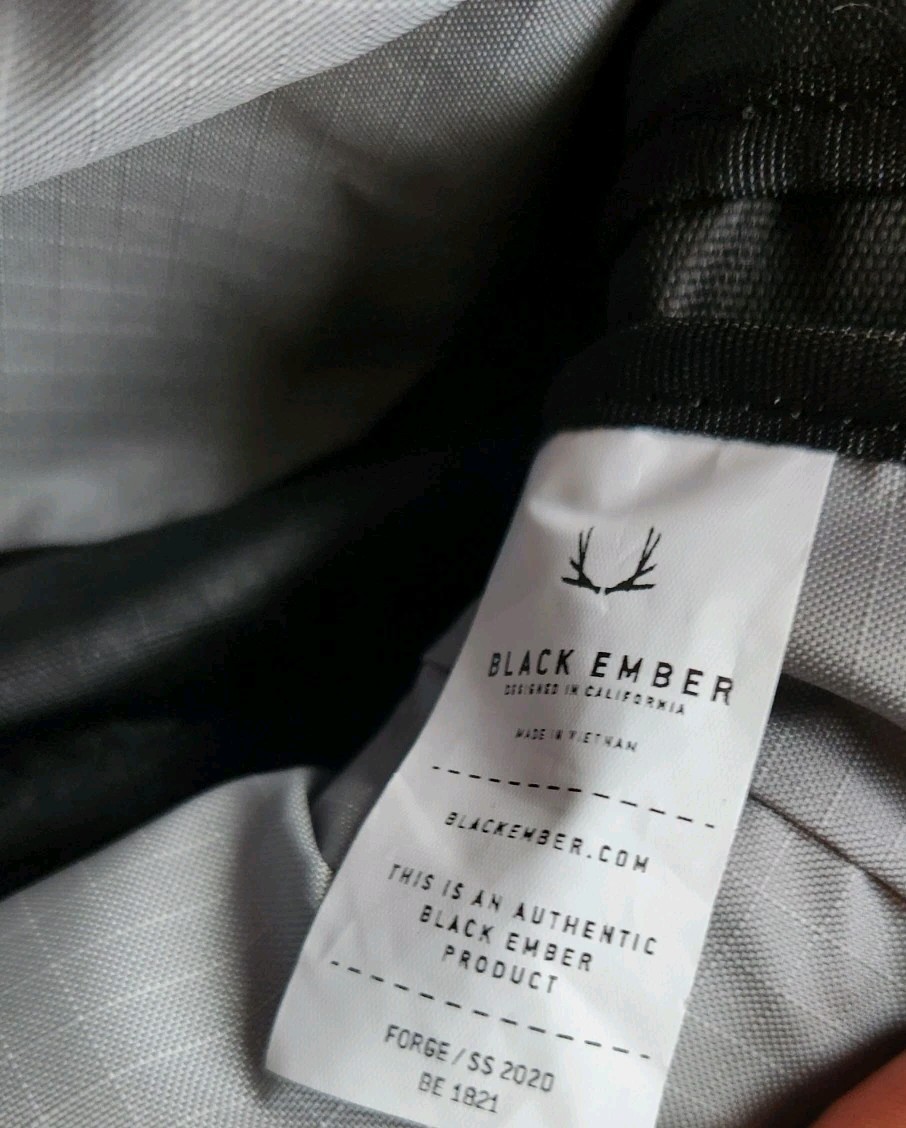 BLACK EMBER
DESIGNED IN CALIFORNIA
MADE IN VIETNAM
BLACKEMBER.COM
THIS IS AN AUTHENTIC
BLACK EMBER
PRODUCT
FORGE/SS 2020
BE 1821